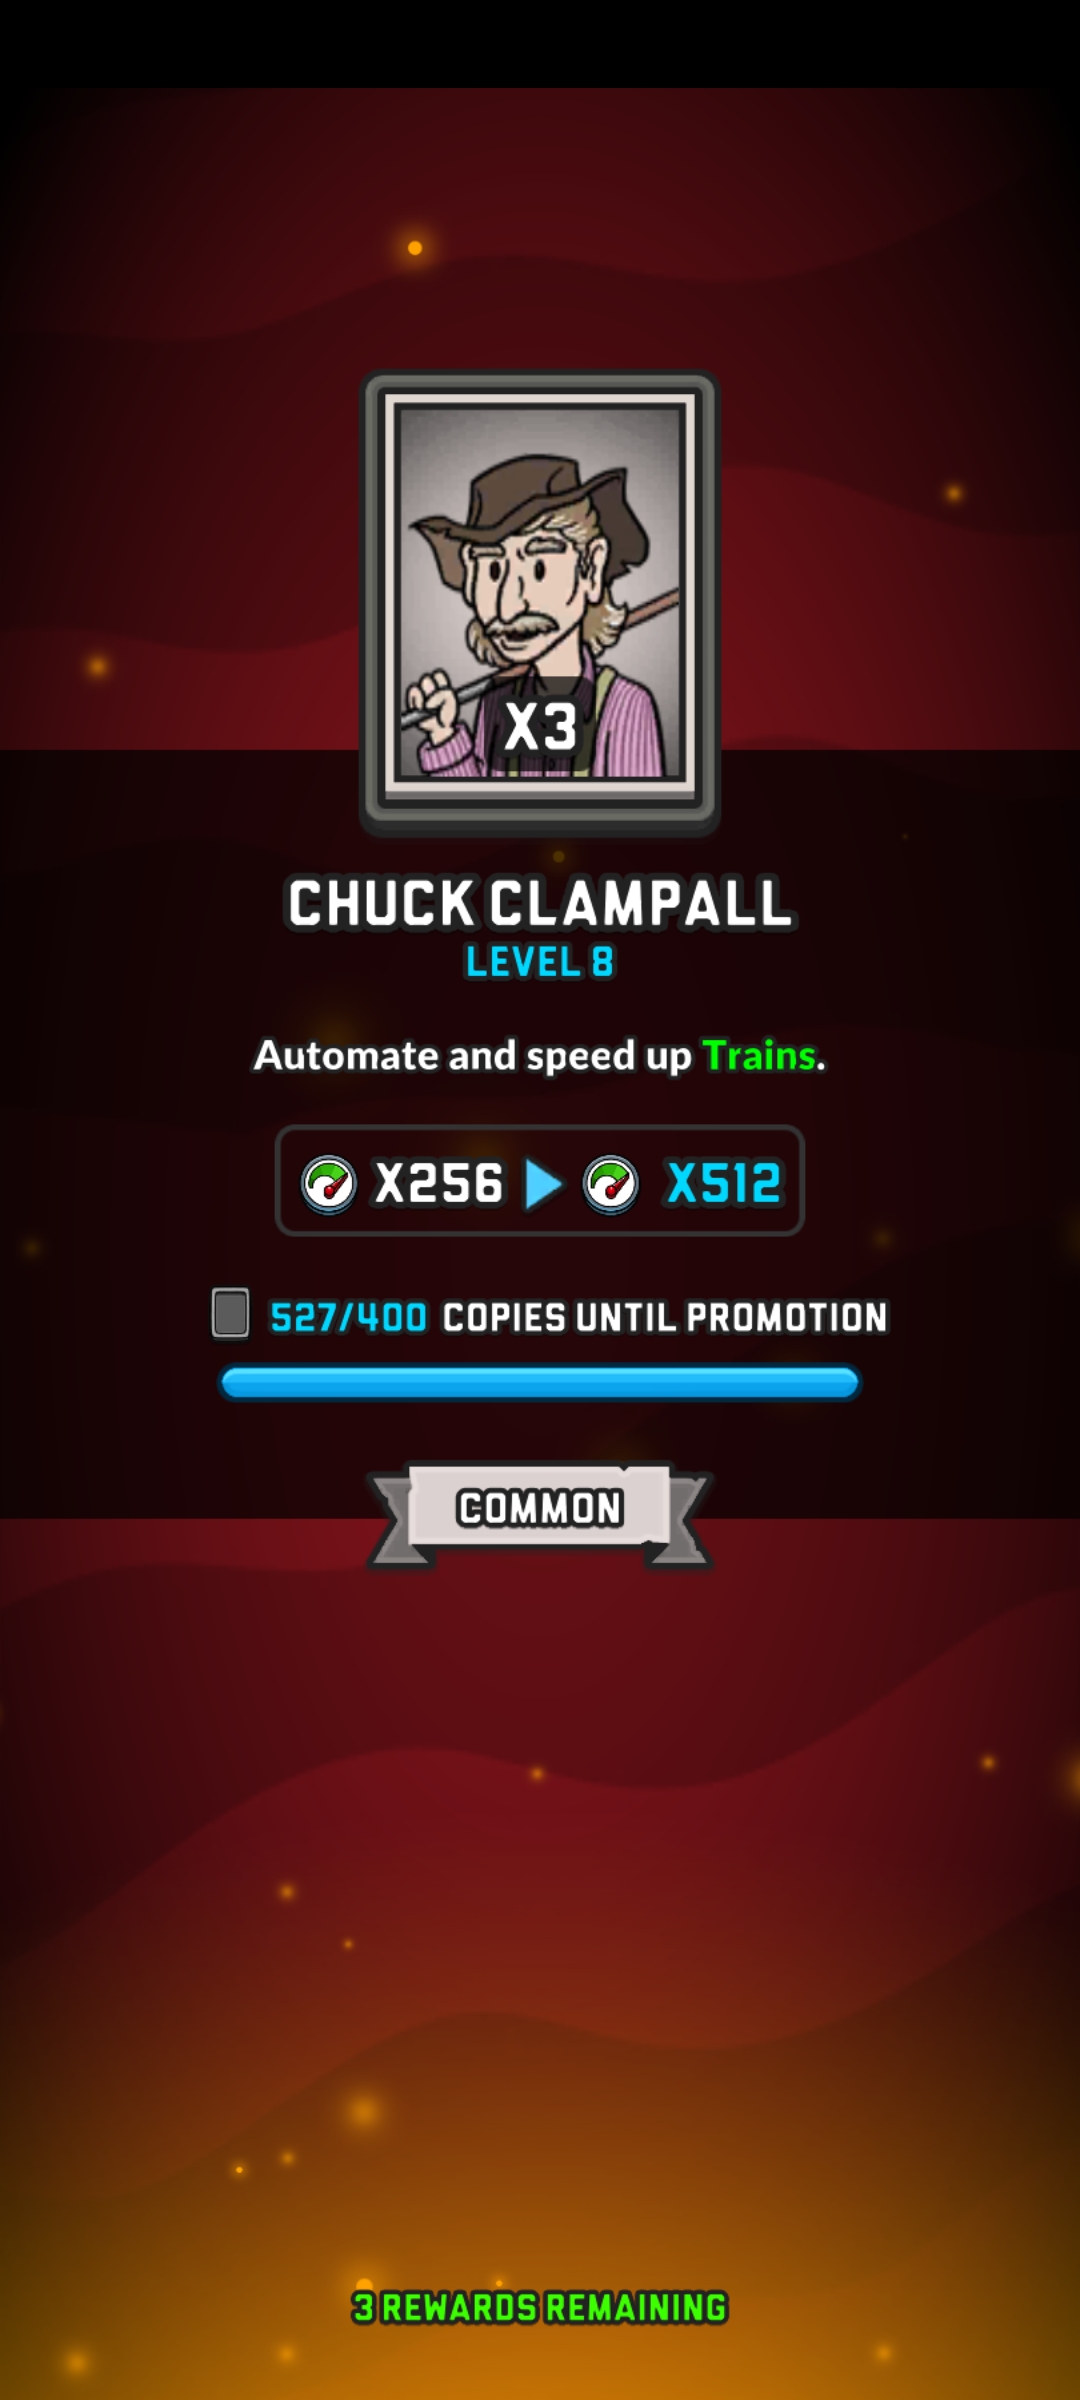 X3
CHUCK CLAMPALL
LEVEL 8
Automate and speed up Trains.
X256 X512
527/400 COPIES UNTIL PROMOTION
COMMON
3 REWARDS REMAINING